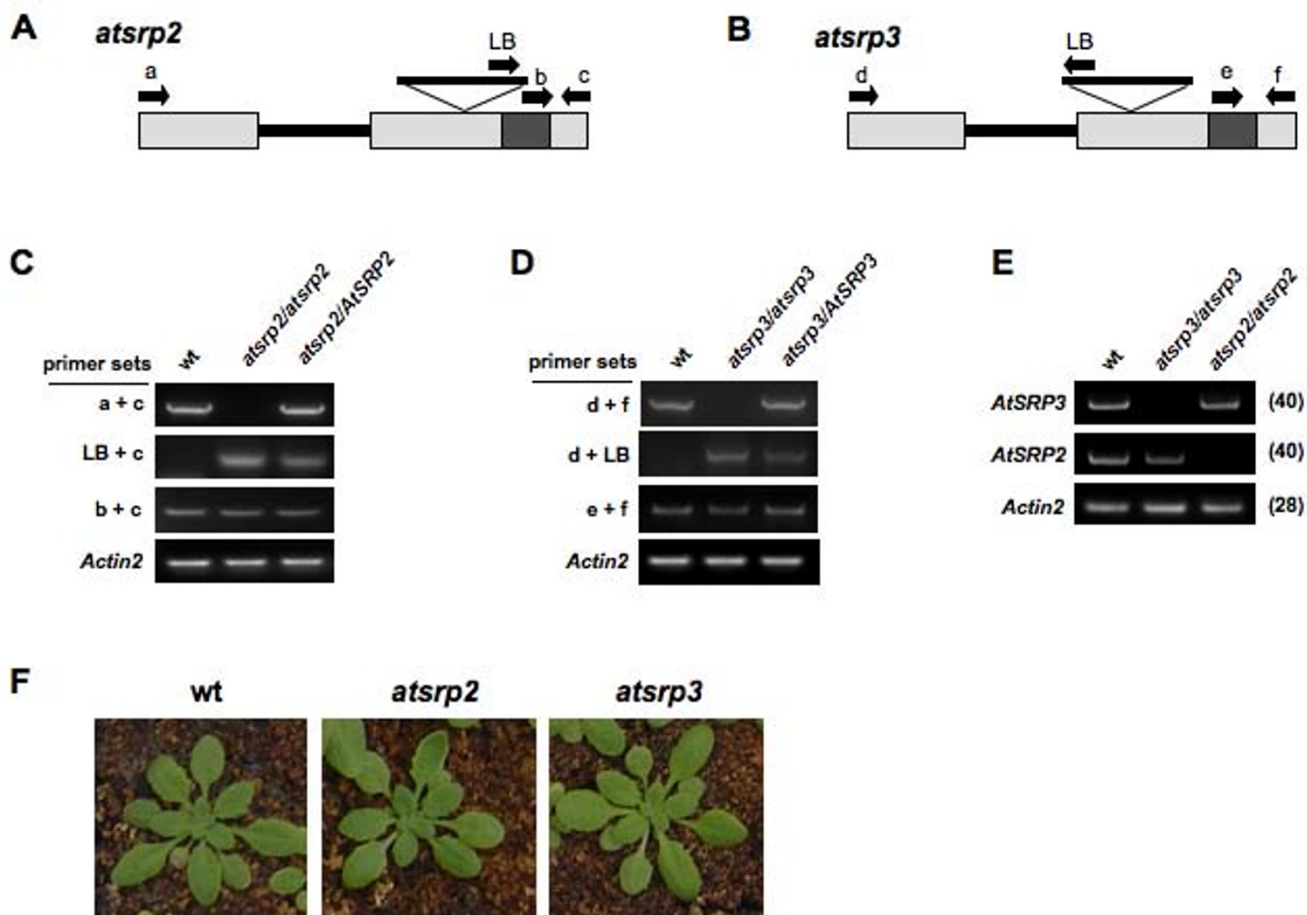 A atsrp2
LB
a b c
B atsrp3
LB
d e f
C
primer sets wt atsrp2/atsrp2 atsrp2/AtSRP2
a + c
LB + c
b + c
Actin2
D
primer sets wt atsrp3/atsrp3 atsrp3/AtSRP3
d + f
d + LB
e + f
Actin2
E
wt atsrp3/atsrp3 atsrp2/atsrp2
AtSRP3 (40)
AtSRP2 (40)
Actin2 (28)
F
wt atsrp2 atsrp3